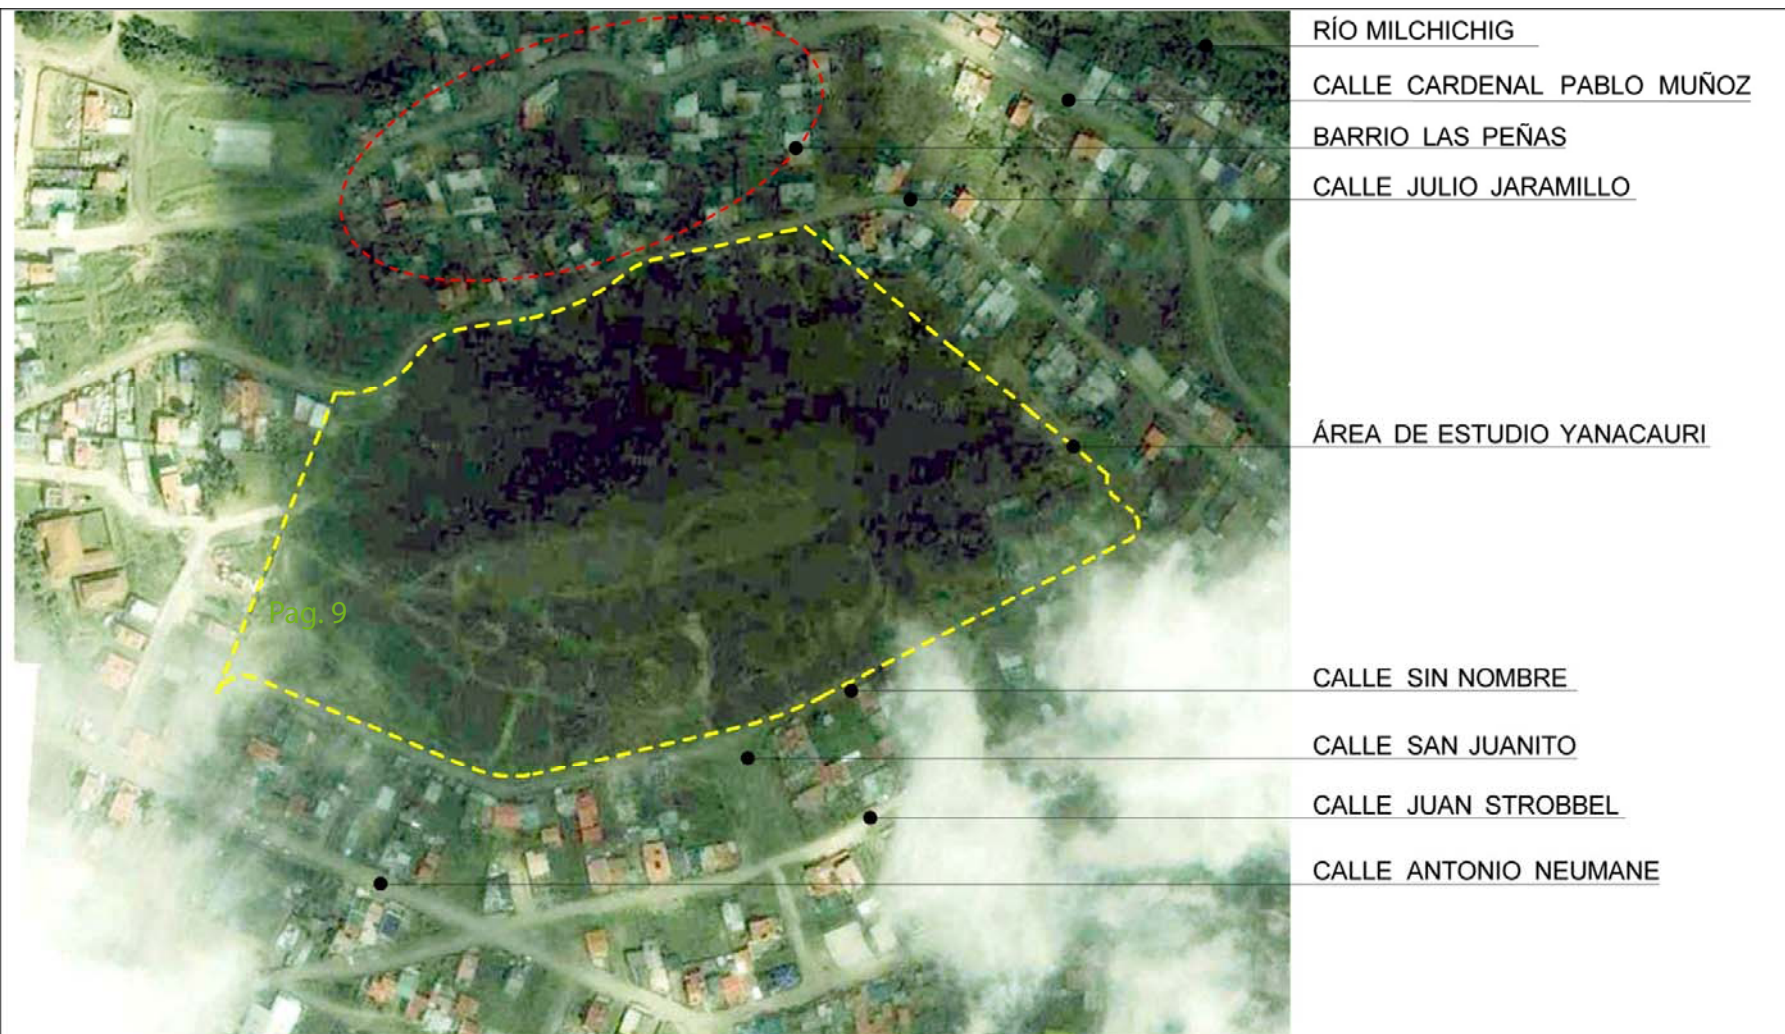 RÍO MILCHICHIG
CALLE CARDENAL PABLO MUÑOZ
BARRIO LAS PEÑAS
CALLE JULIO JARAMILLO
ÁREA DE ESTUDIO YANACAURI
Pag. 9
CALLE SIN NOMBRE
CALLE SAN JUANITO
CALLE JUAN STROBBEL
CALLE ANTONIO NEUMANE